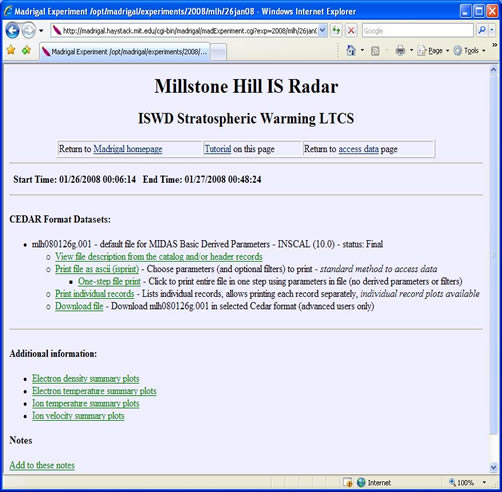 Madrigal Experiment /opt/madrigal/experiments/2008/mlh/26jan08 - Windows Internet Explorer
http://madrigal.haystack.mit.edu/cgi-bin/madrigal/madExperiment.cgi?exp=2008/mlh/26jan0
Google
Madrigal Experiment /opt/madrigal/experiments/2008/...
Page
Tools
Millstone Hill IS Radar
ISWD Stratospheric Warming LTCS
Return to Madrigal homepage
Tutorial on this page
Return to access data page
Start Time: 01/26/2008 00:06:14 End Time: 01/27/2008 00:48:24
CEDAR Format Datasets:
mlh080126g.001 - default file for MIDAS Basic Derived Parameters - INSCAL (10.0) - status: Final
View file description from the catalog and/or header records
Print file as ascii (isprint) - Choose parameters (and optional filters) to print - standard method to access data
One-step file print - Click to print entire file in one step using parameters in file (no derived parameters or filters)
Print individual records - Lists individual records, allows printing each record separately, individual record plots available
Download file - Download mlh080126g.001 in selected Cedar format (advanced users only)
Additional information:
Electron density summary plots
Electron temperature summary plots
Ion temperature summary plots
Ion velocity summary plots
Notes
Add to these notes
Internet
100%